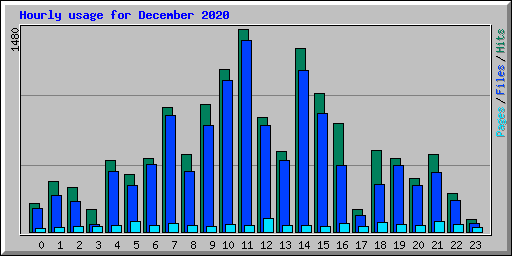 Hourly usage for December 2020
1480
Pages/Files/Hits
0 1 2 3 4 5 6 7 8 9 10 11 12 13 14 15 16 17 18 19 20 21 22 23